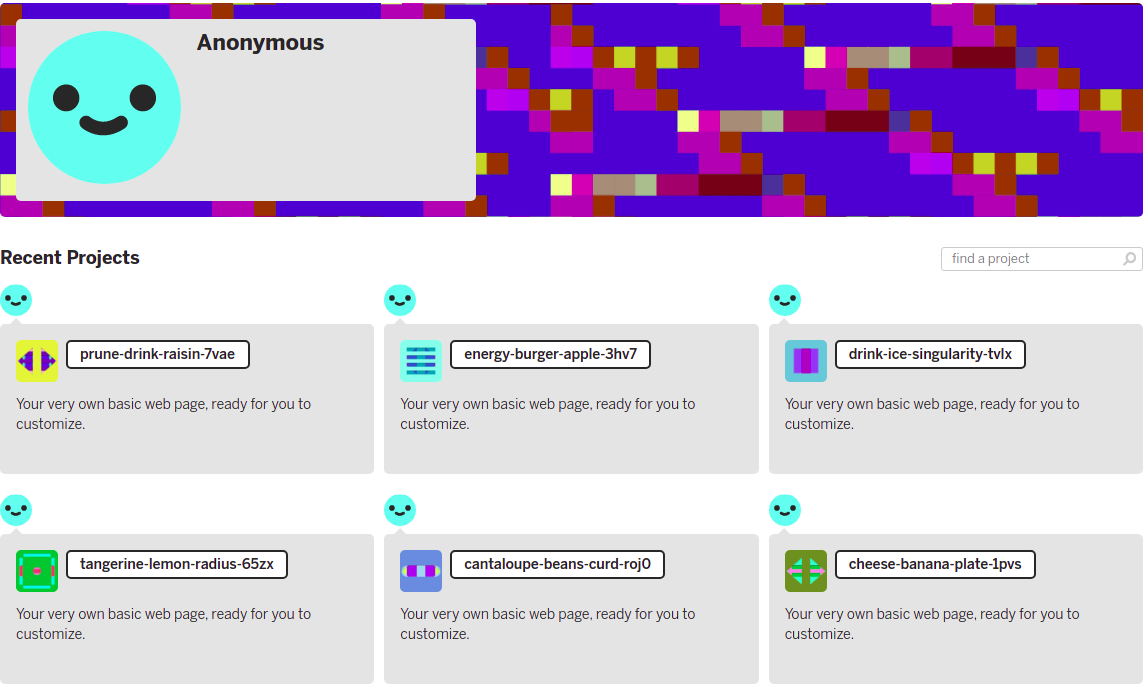 Anonymous
Recent Projects
find a project
prune-drink-raisin-7vae
Your very own basic web page, ready for you to
customize.
energy-burger-apple-3hv7
Your very own basic web page, ready for you to
customize.
drink-ice-singularity-tvlx
Your very own basic web page, ready for you to
customize.
tangerine-lemon-radius-65zx
Your very own basic web page, ready for you to
customize.
cantaloupe-beans-curd-roj0
Your very own basic web page, ready for you to
customize.
cheese-banana-plate-1pvs
Your very own basic web page, ready for you to
customize.